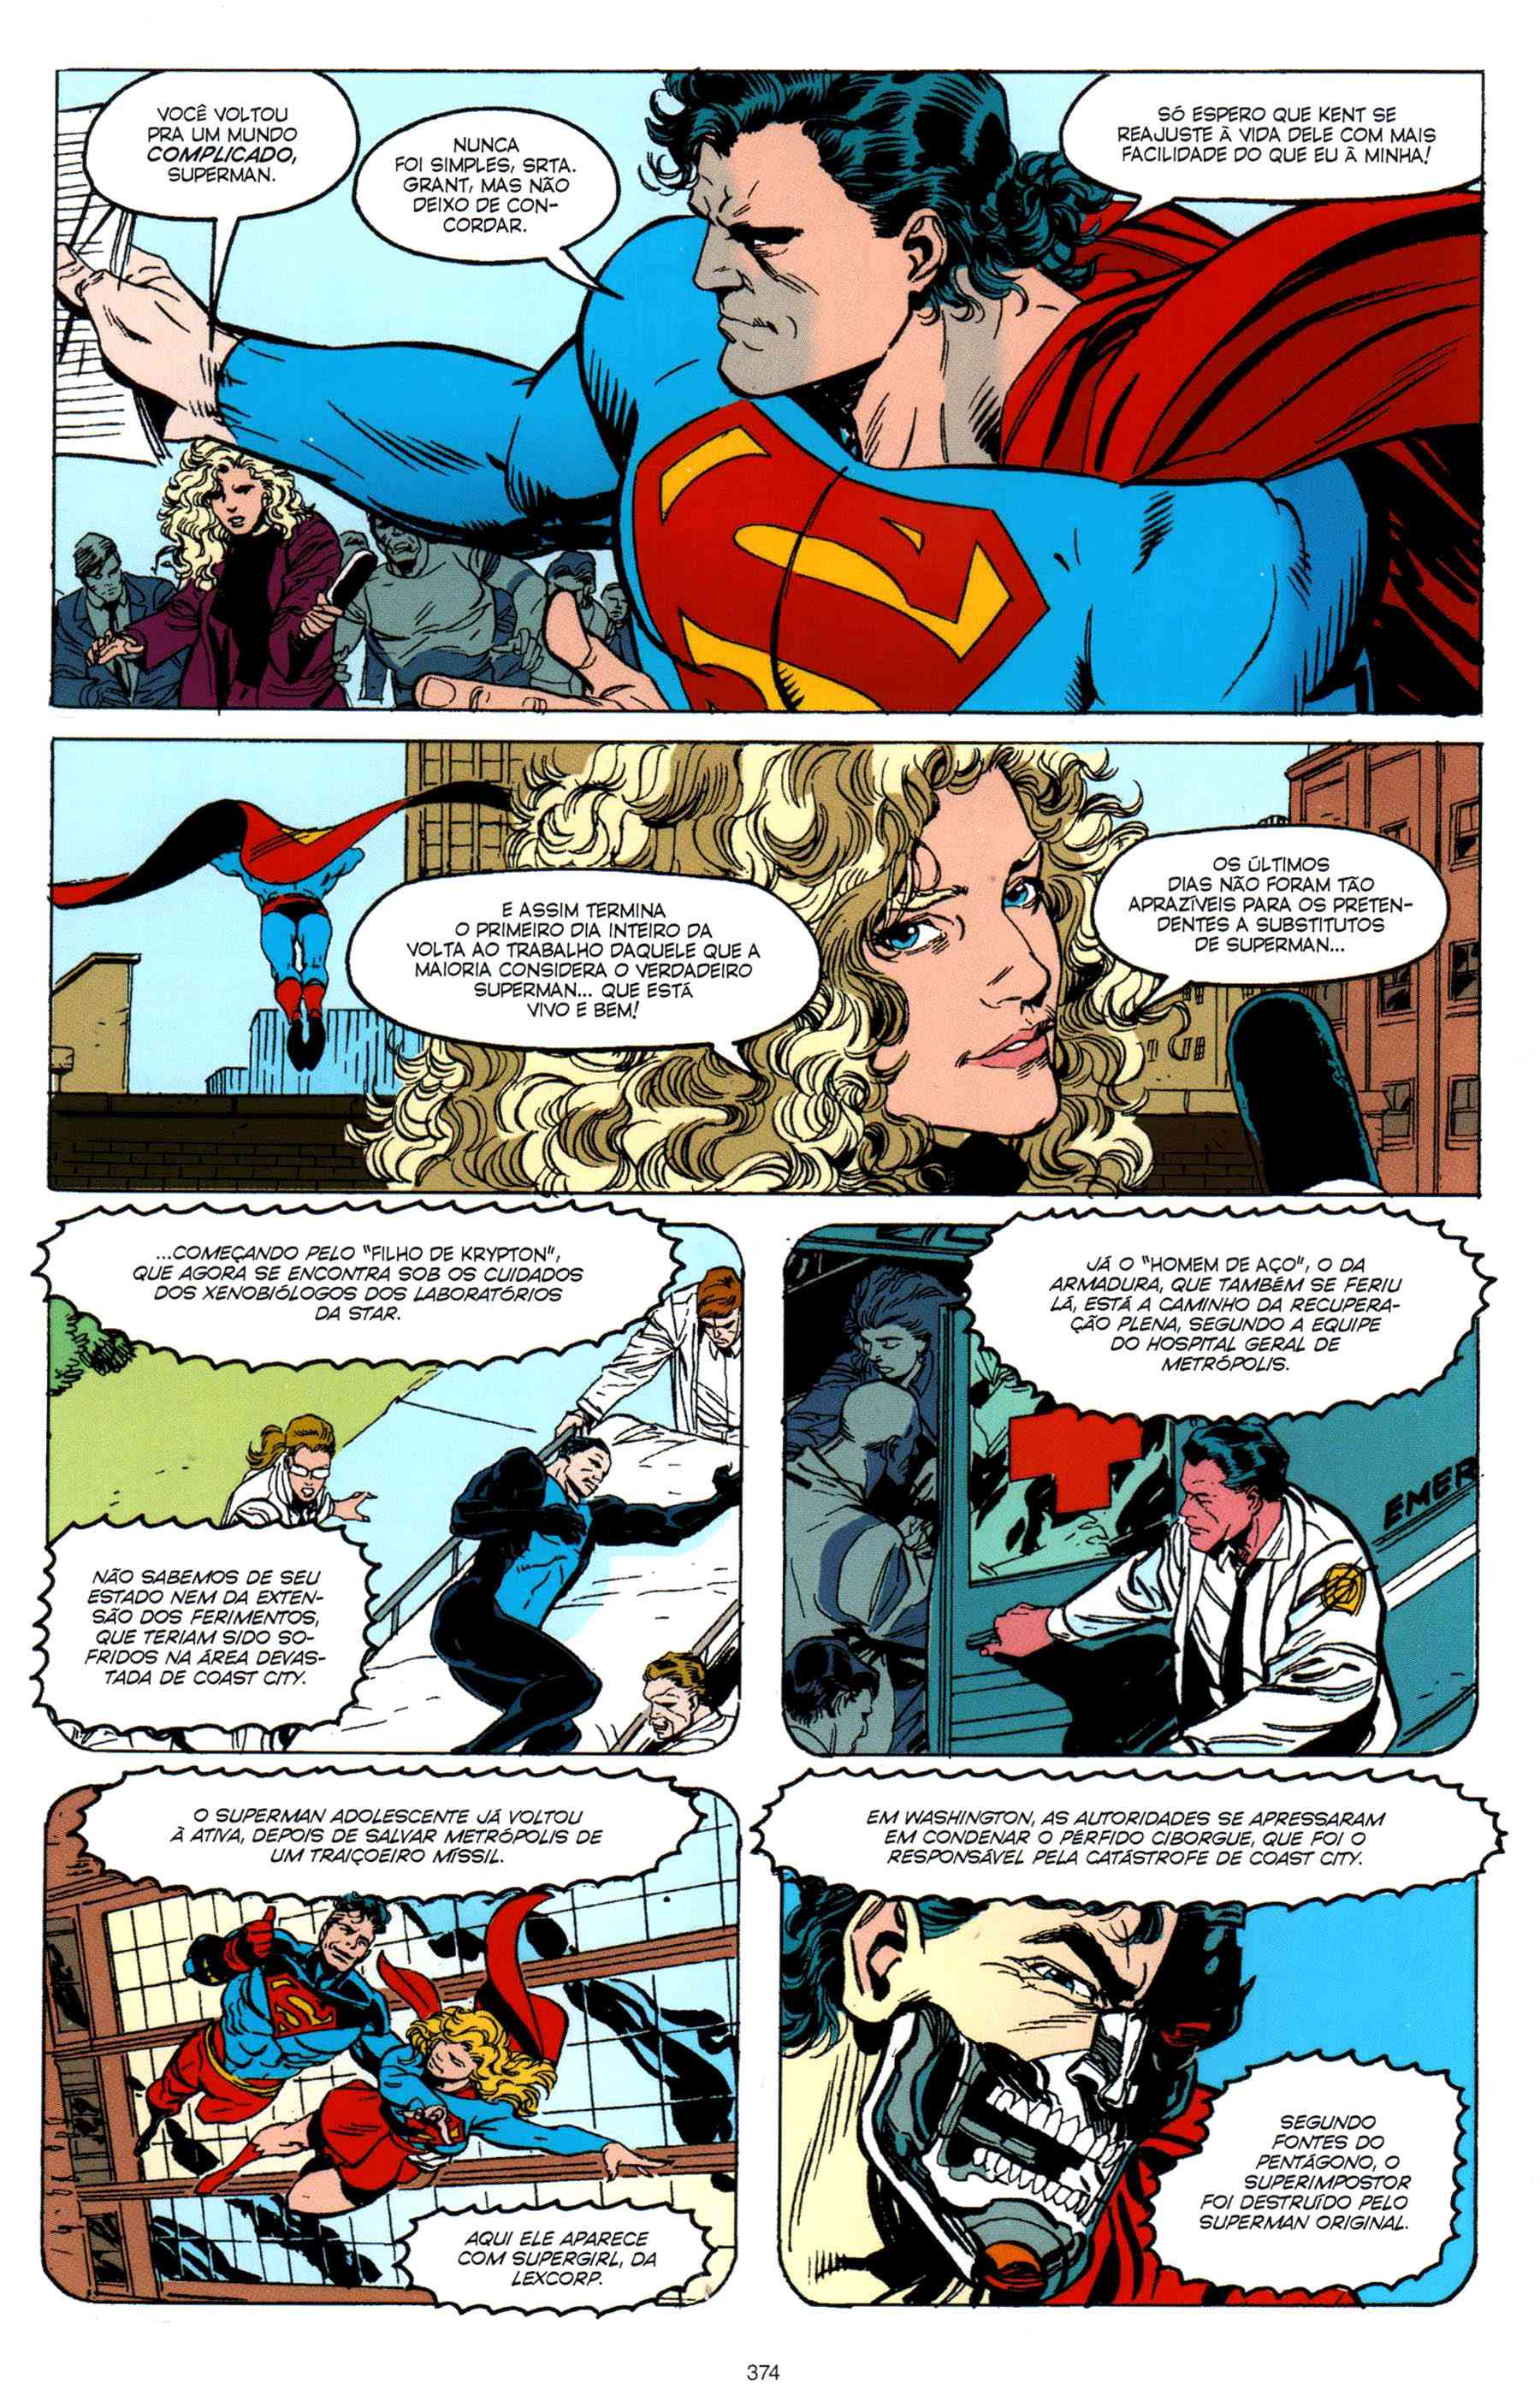 VOCÊ VOLTOU
PRA UM MUNDO
COMPLICADO,
SUPERMAN.
NUNCA
FOI SIMPLES, SRTA.
GRANT, MAS NÃO
DEIXO DE CON-
CORDAR.
SÓ ESPERO QUE KENT SE
REAJUSTE À VIDA DELE COM MAIS
FACILIDADE DO QUE EU À MINHA!
E ASSIM TERMINA
O PRIMEIRO DIA INTEIRO DA
VOLTA AO TRABALHO DAQUELE QUE A
MAIORIA CONSIDERA O VERDADEIRO
SUPERMAN... QUE ESTÁ
VIVO E BEM!
OS ÚLTIMOS
DIAS NÃO FORAM TÃO
APRAZÍVEIS PARA OS PRETEN-
DENTES A SUBSTITUTOS
DE SUPERMAN...
...COMEÇANDO PELO "FILHO DE KRYPTON",
QUE AGORA SE ENCONTRA SOB OS CUIDADOS
DOS XENOBIÓLOGOS DOS LABORATÓRIOS
DA STAR.
NÃO SABEMOS DE SEU
ESTADO NEM DA EXTEN-
SÃO DOS FERIMENTOS,
QUE TERIAM SIDO SO-
FRIDOS NA ÁREA DEVAS-
TADA DE COAST CITY.
JÁ O "HOMEM DE AÇO", O DA
ARMADURA, QUE TAMBÉM SE FERIU
LÁ, ESTÁ A CAMINHO DA RECUPERA-
ÇÃO PLENA, SEGUNDO A EQUIPE
DO HOSPITAL GERAL DE
METRÓPOLIS.
EMER
O SUPERMAN ADOLESCENTE JÁ VOLTOU
À ATIVA, DEPOIS DE SALVAR METRÓPOLIS DE
UM TRAIÇOEIRO MÍSSIL.
AQUI ELE APARECE
COM SUPERGIRL, DA
LEXCORP.
EM WASHINGTON, AS AUTORIDADES SE APRESSARAM
EM CONDENAR O PÉRFIDO CIBORGUE, QUE FOI O
RESPONSÁVEL PELA CATÁSTROFE DE COAST CITY.
SEGUNDO
FONTES DO
PENTÁGONO, O
SUPERIMPOSTOR
FOI DESTRUÍDO PELO
SUPERMAN ORIGINAL.
374